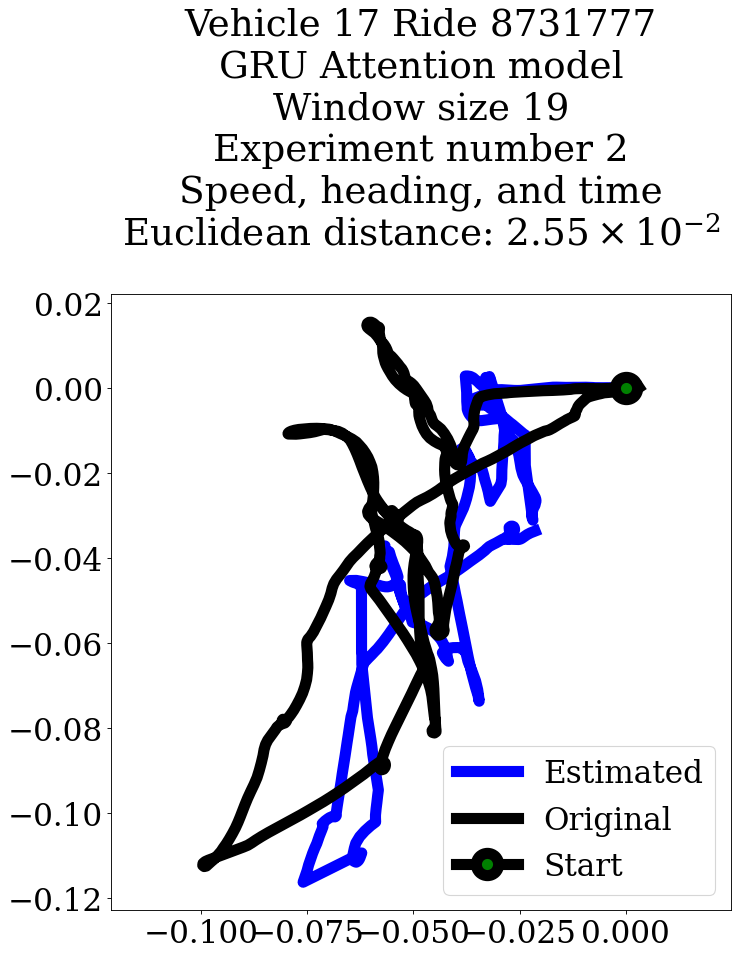 Vehicle 17 Ride 8731777
GRU Attention model
Window size 19
Experiment number 2
Speed, heading, and time
Euclidean distance: 2.55 × 10⁻²
0.02
0.00
−0.02
−0.04
−0.06
−0.08
−0.10
−0.12
Estimated
Original
Start
−0.100 −0.075 −0.050 −0.025 0.000